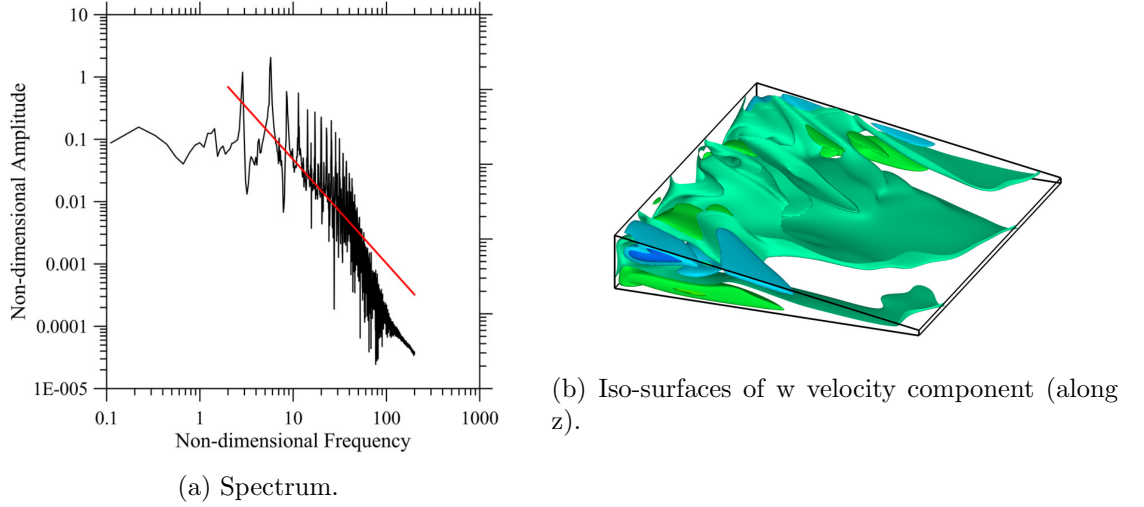 10
1
0.1
0.01
0.001
0.0001
1E-005
Non-dimensional Amplitude
0.1 1 10 100 1000
Non-dimensional Frequency
(a) Spectrum.
(b) Iso-surfaces of w velocity component (along
z).